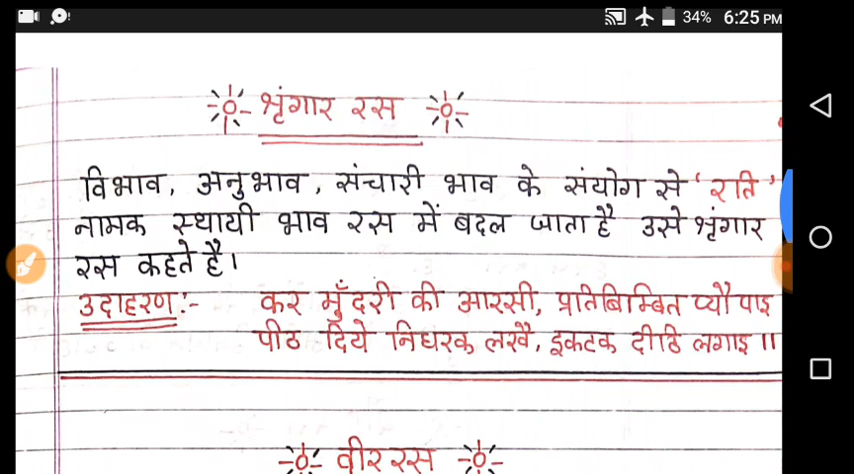 34% 6:25 PM
श्रृंगार रस
विभाव, अनुभाव, संचारी भाव के संयोग से 'रति'
नामक स्थायी भाव रस में बदल जाता है उसे श्रृंगार
रस कहते है।
उदाहरण:- कर मुँदरी की आरसी, प्रतिबिम्बित प्यौ पाइ
पीठ दिये निधरक लखै, इकटक दीठि लगाइ ॥
वीर रस